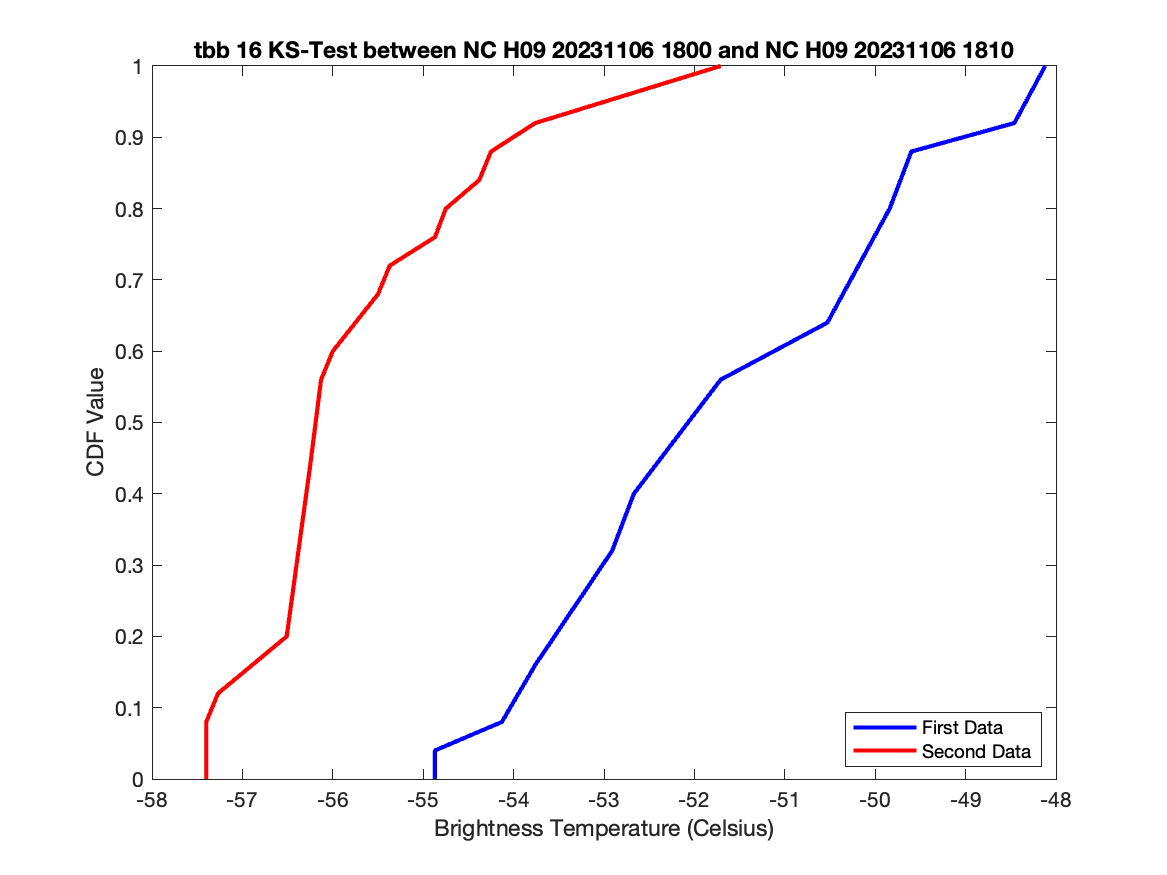 tbb 16 KS-Test between NC H09 20231106 1800 and NC H09 20231106 1810
1
0.9
0.8
0.7
0.6
0.5
0.4
0.3
0.2
0.1
0
CDF Value
First Data
Second Data
-58 -57 -56 -55 -54 -53 -52 -51 -50 -49 -48
Brightness Temperature (Celsius)